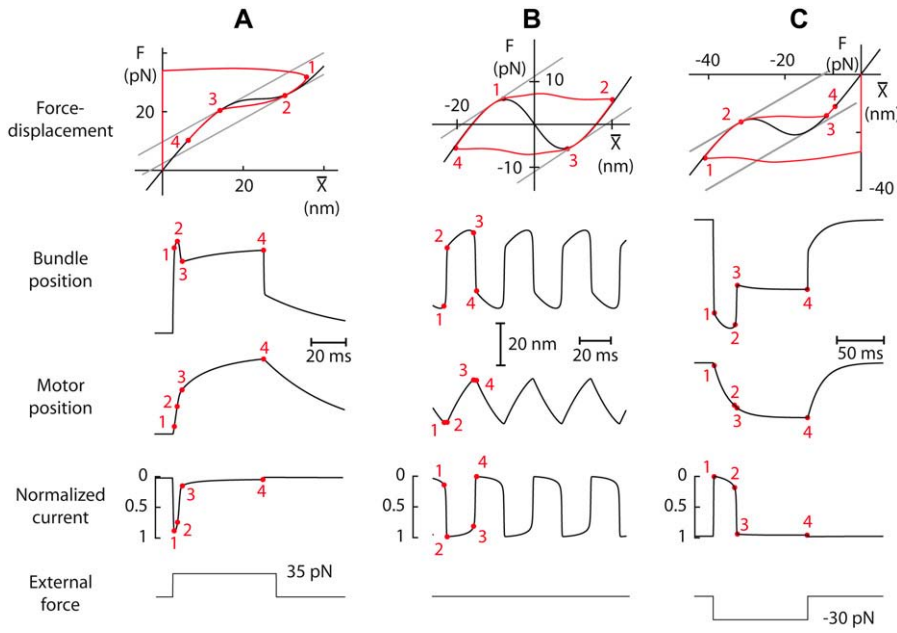 A B C
F
(pN)
20
20
X̅
(nm)
1
2
3
4
F
(pN)
10
-20
-10
X̅
(nm)
1
2
3
4
-40
-20
F
(pN)
X̅
(nm)
-40
1
2
3
4
Force-
displacement
Bundle
position
1
2
3
4
20 ms
1
2
3
4
20 nm
20 ms
1
2
3
4
50 ms
Motor
position
1
2
3
4
1
2
3
4
1
2
3
4
Normalized
current
0
0.5
1
1
2
3
4
0
0.5
1
1
2
3
4
0
0.5
1
1
2
3
4
External
force
35 pN
-30 pN